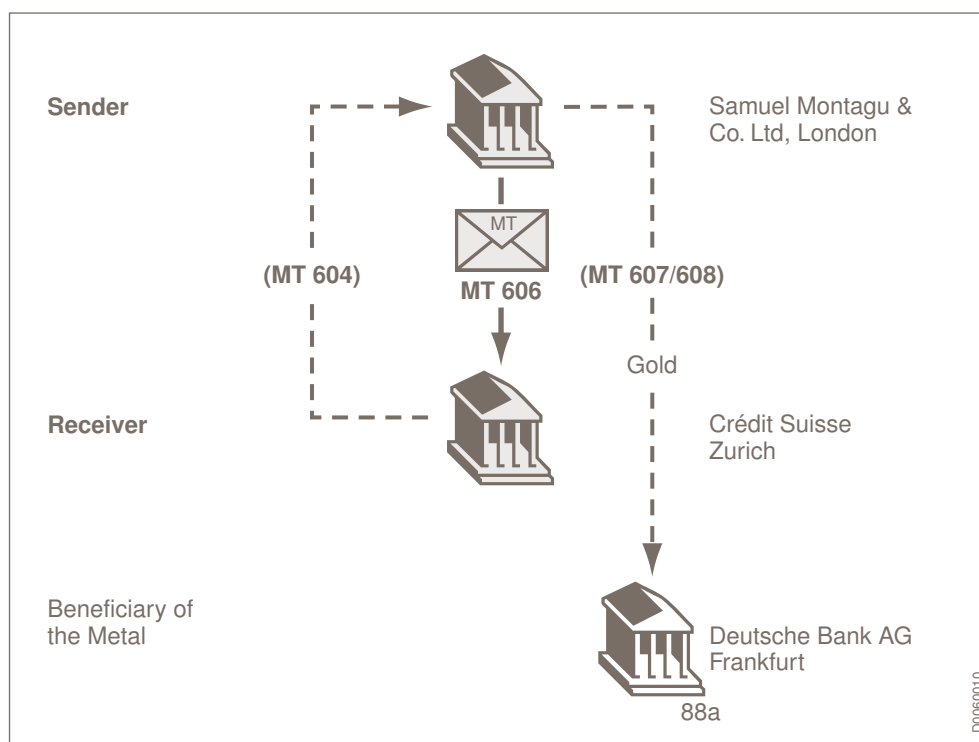 Sender
Samuel Montagu &
Co. Ltd, London
MT
(MT 604)
MT 606
(MT 607/608)
Gold
Receiver
Crédit Suisse
Zurich
Beneficiary of
the Metal
Deutsche Bank AG
Frankfurt
88a
D0060010